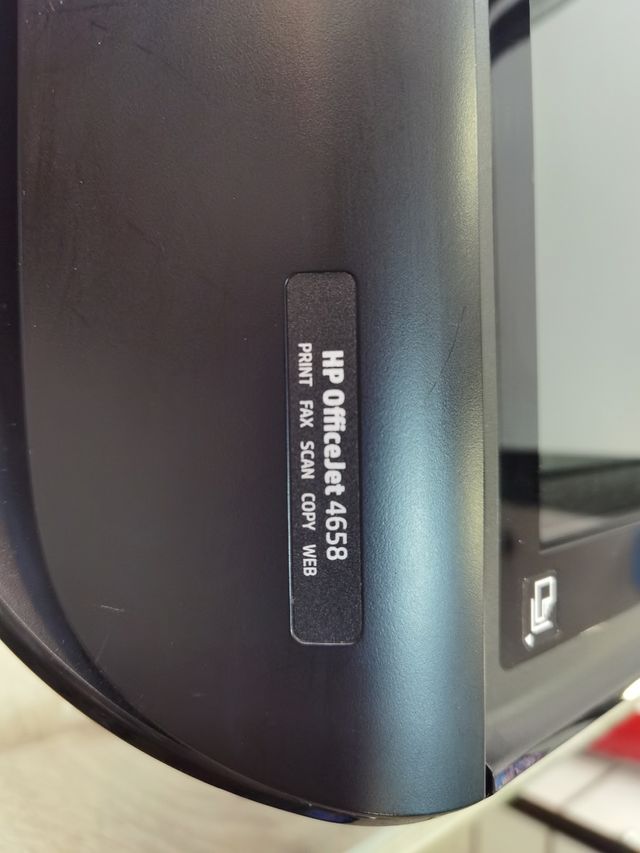 HP OfficeJet 4658
PRINT FAX SCAN COPY WEB